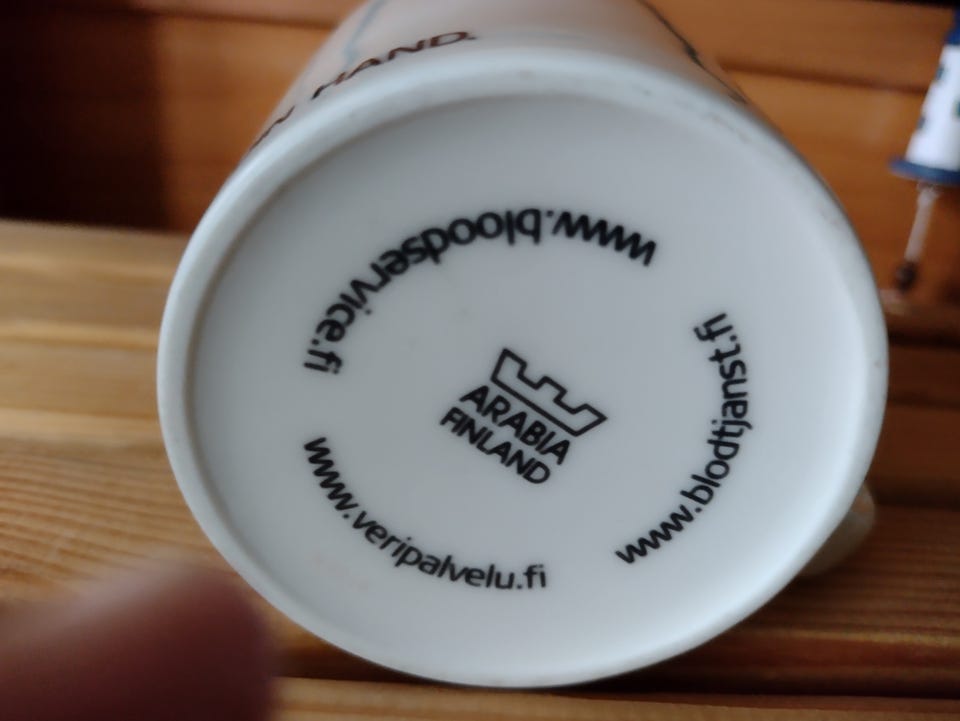 HAND.
www.bloodservice.fi
www.blodtjanst.fi
ARABIA
FINLAND
www.veripalvelu.fi